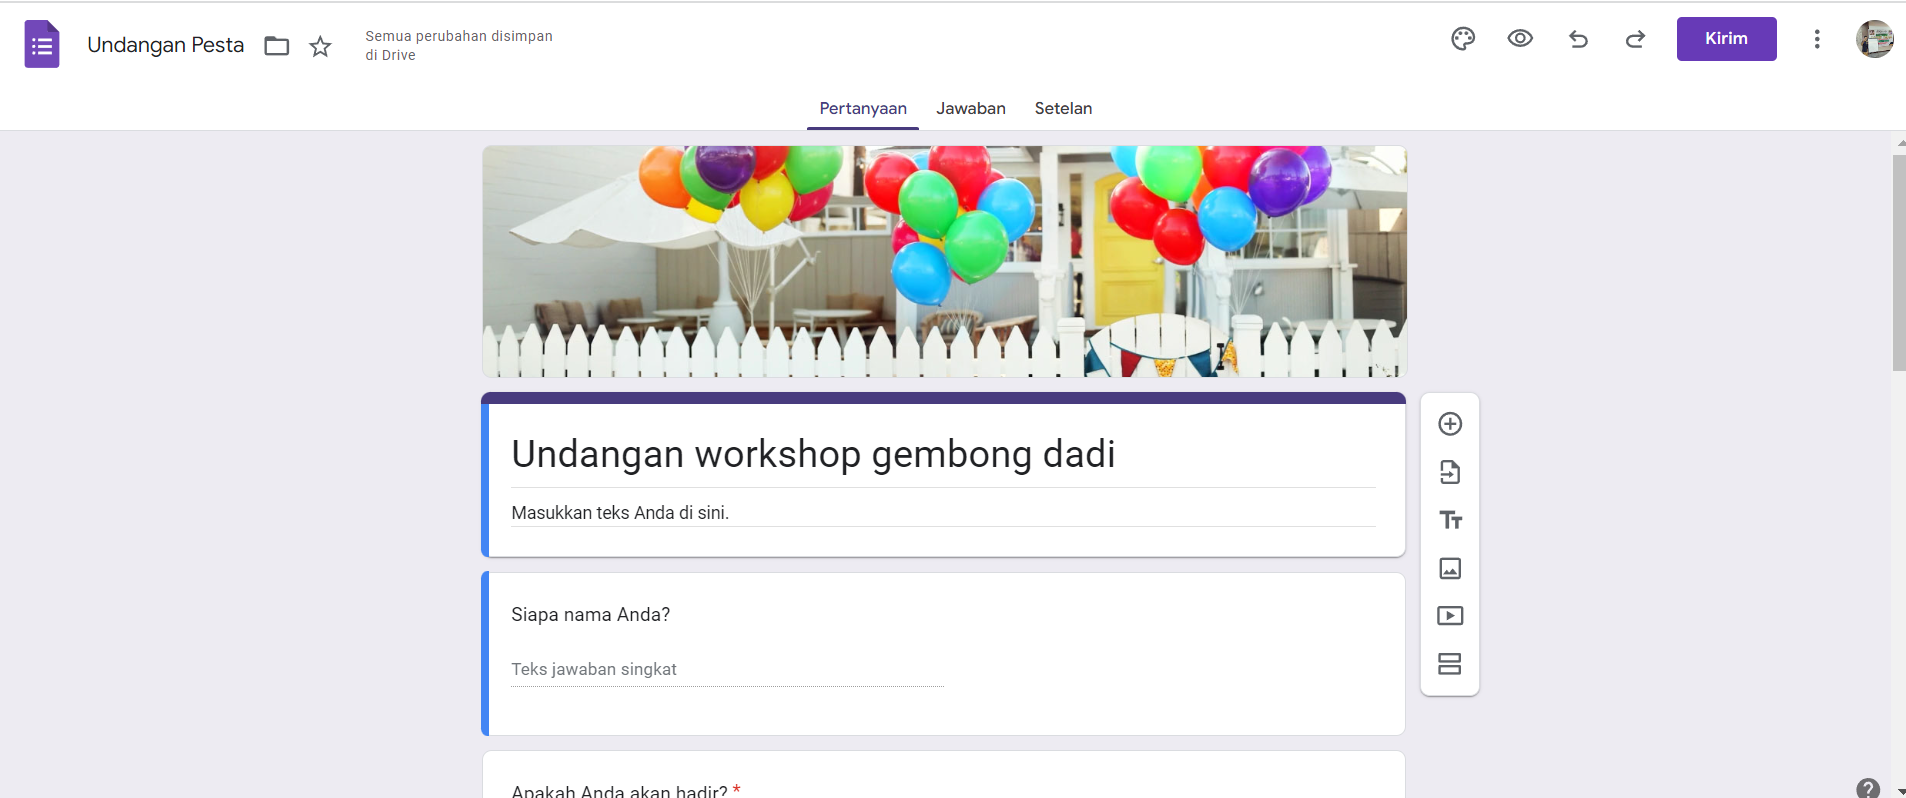 Undangan Pesta
Semua perubahan disimpan
di Drive
Kirim
Pertanyaan Jawaban Setelan
Undangan workshop gembong dadi
Masukkan teks Anda di sini.
Siapa nama Anda?
Teks jawaban singkat
Apakah Anda akan hadir? *